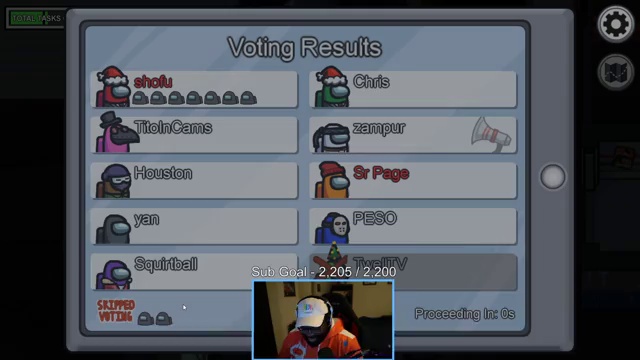 TOTAL TASKS
Voting Results
shofu
Chris
TitoInCams
zampur
Houston
Sr Page
yan
PESO
Squirtball
TwallTV
Sub Goal - 2,205 / 2,200
SKIPPED
VOTING
Proceeding In: 0s